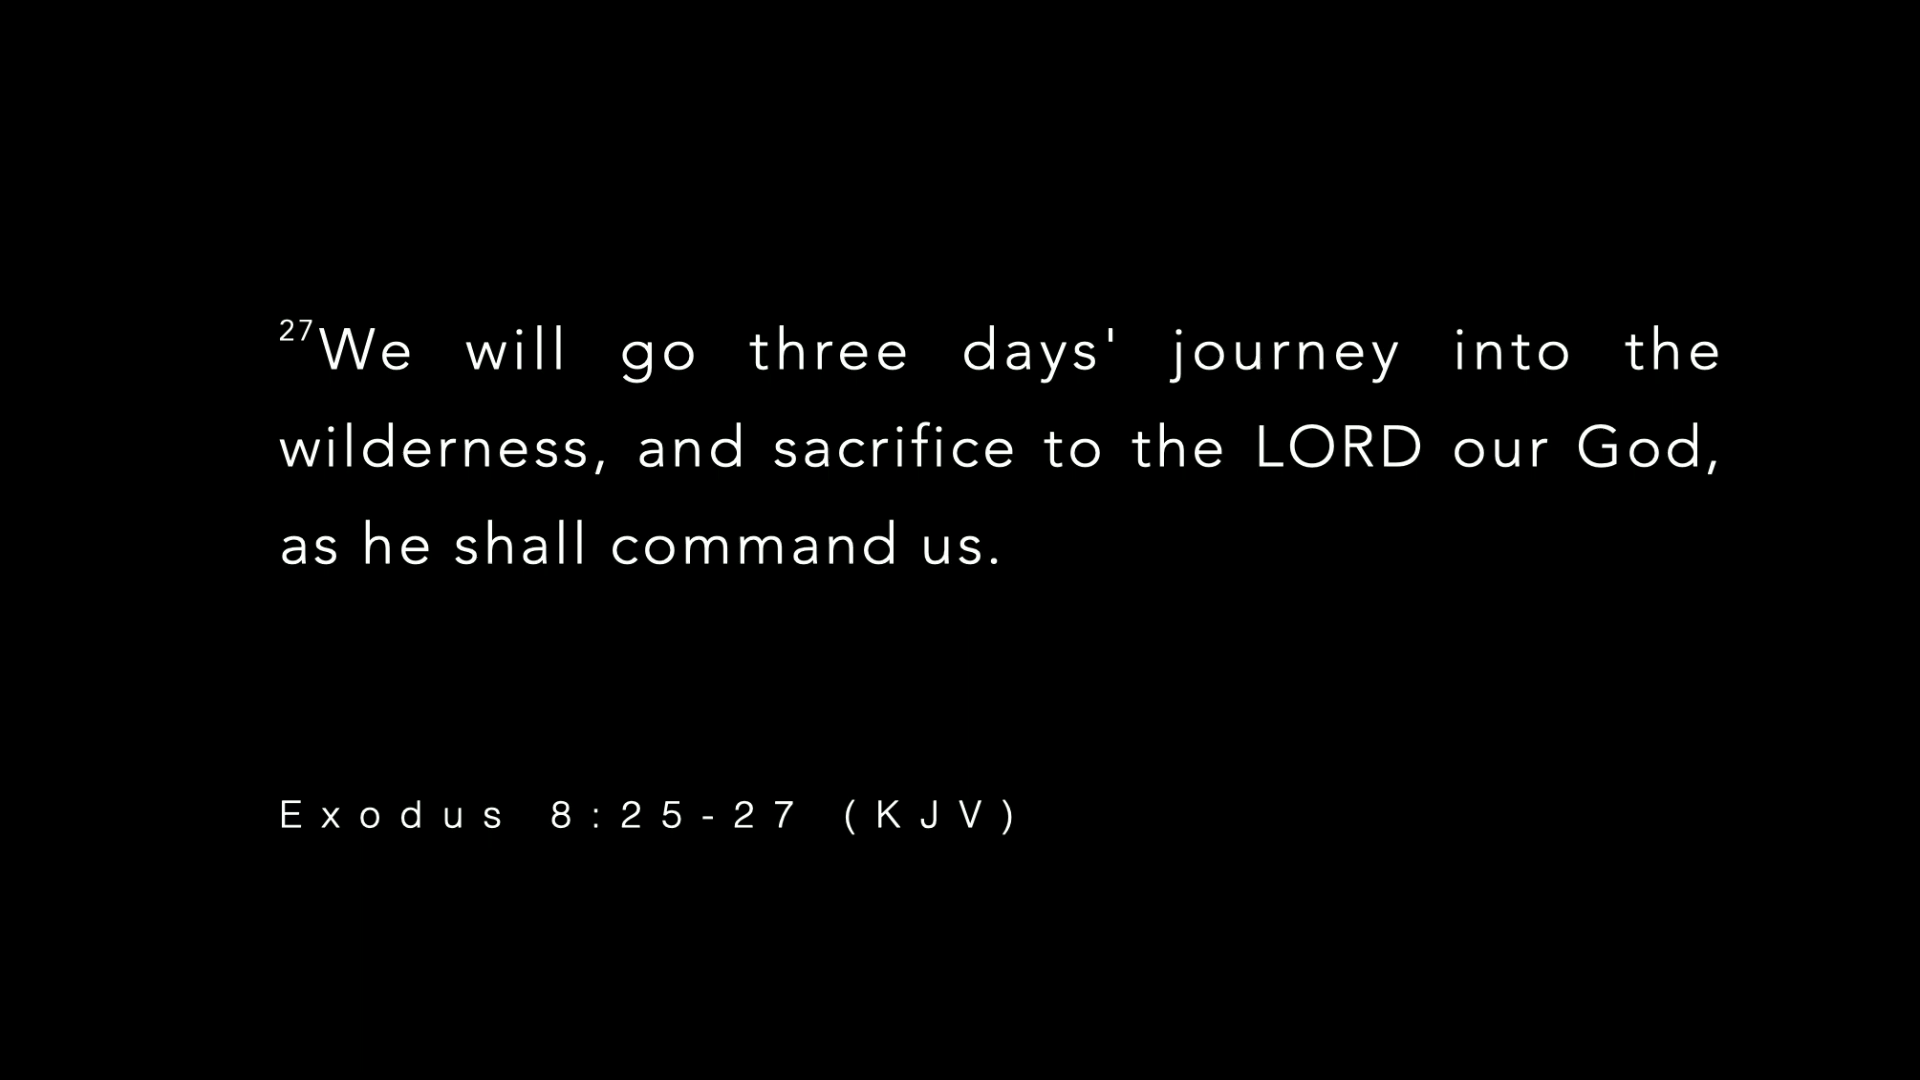 27We will go three days' journey into the
wilderness, and sacrifice to the LORD our God,
as he shall command us.
Exodus 8:25-27 (KJV)